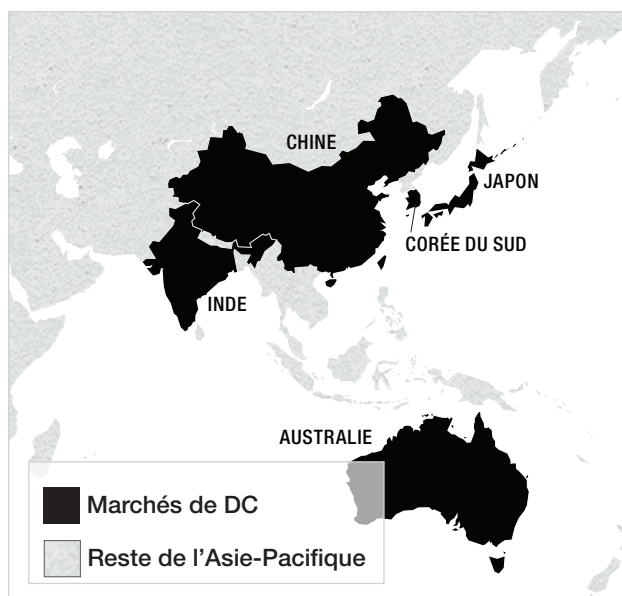 CHINE
JAPON
CORÉE DU SUD
INDE
AUSTRALIE
Marchés de DC
Reste de l'Asie-Pacifique